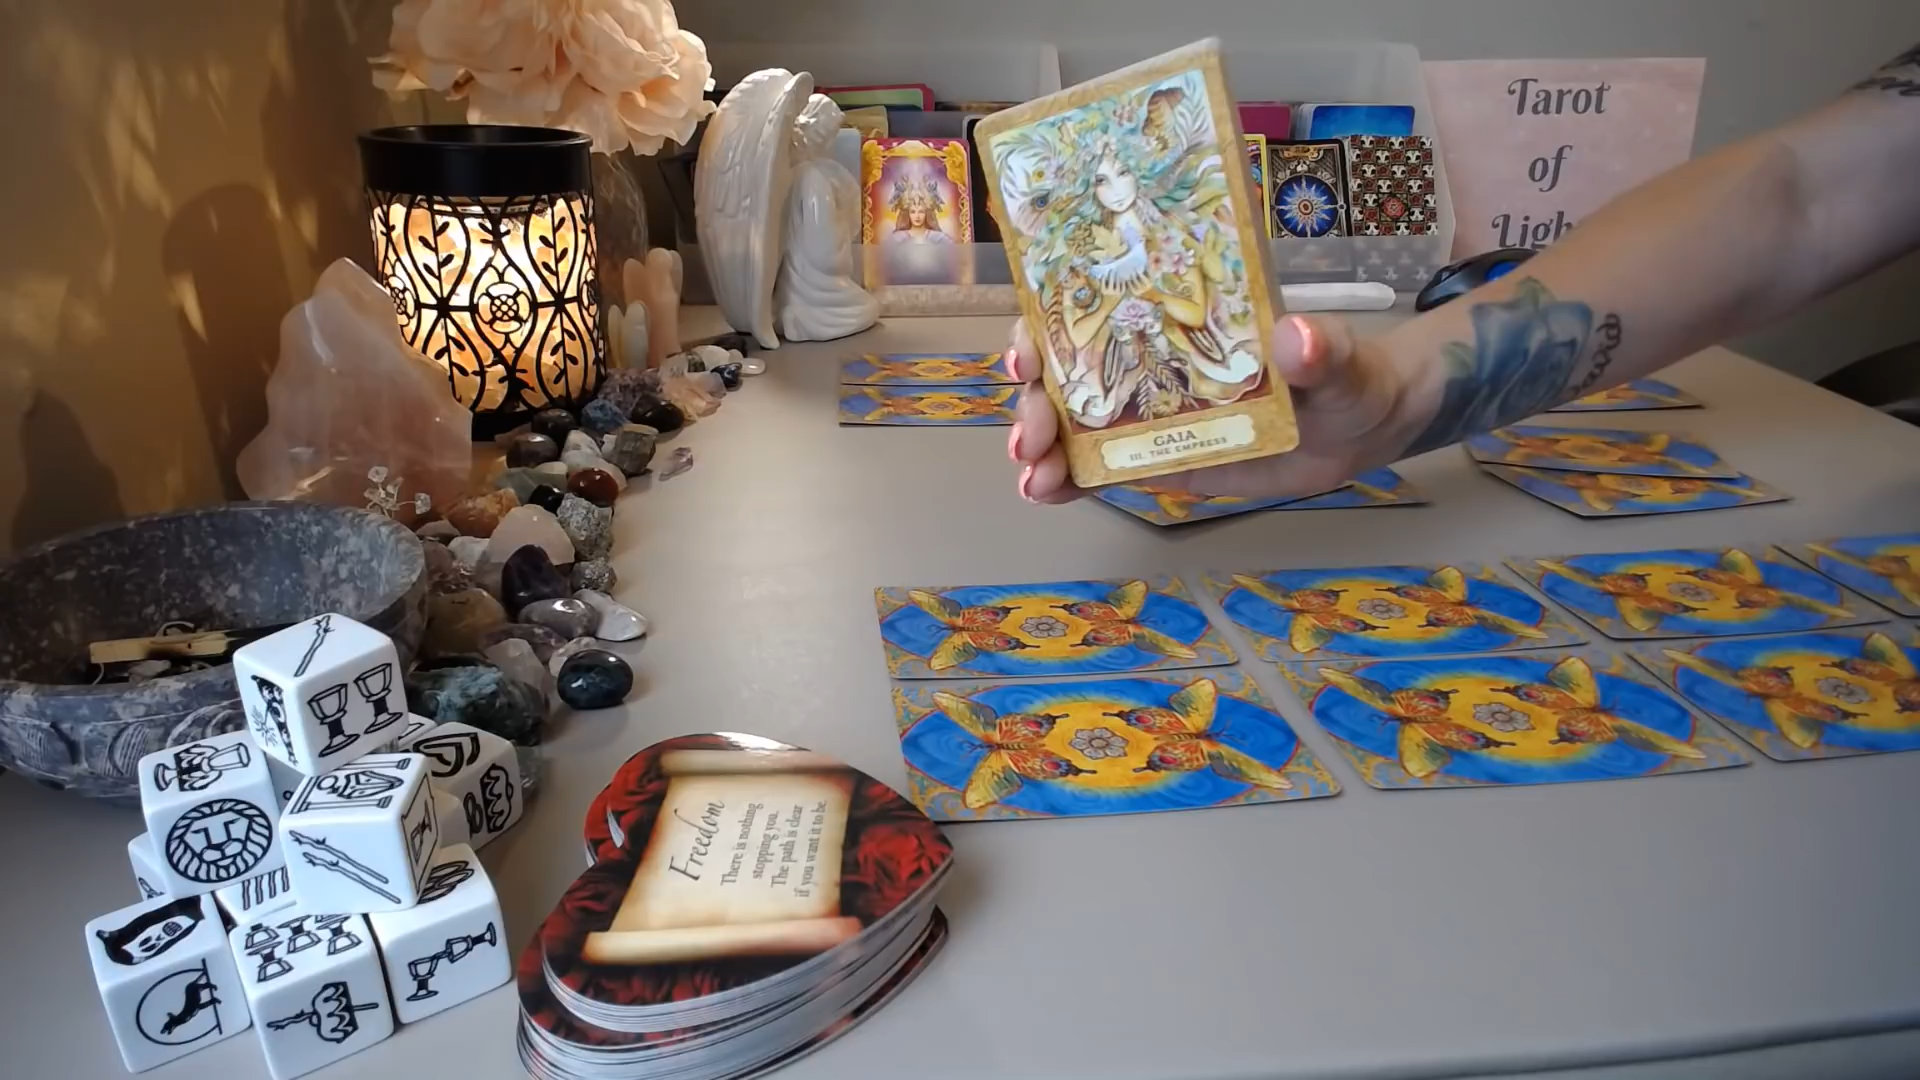 Tarot
of
Ligh
GAIA
III. THE EMPRESS
Freedom
There is nothing
stopping you.
The path is clear
if you want it to be.